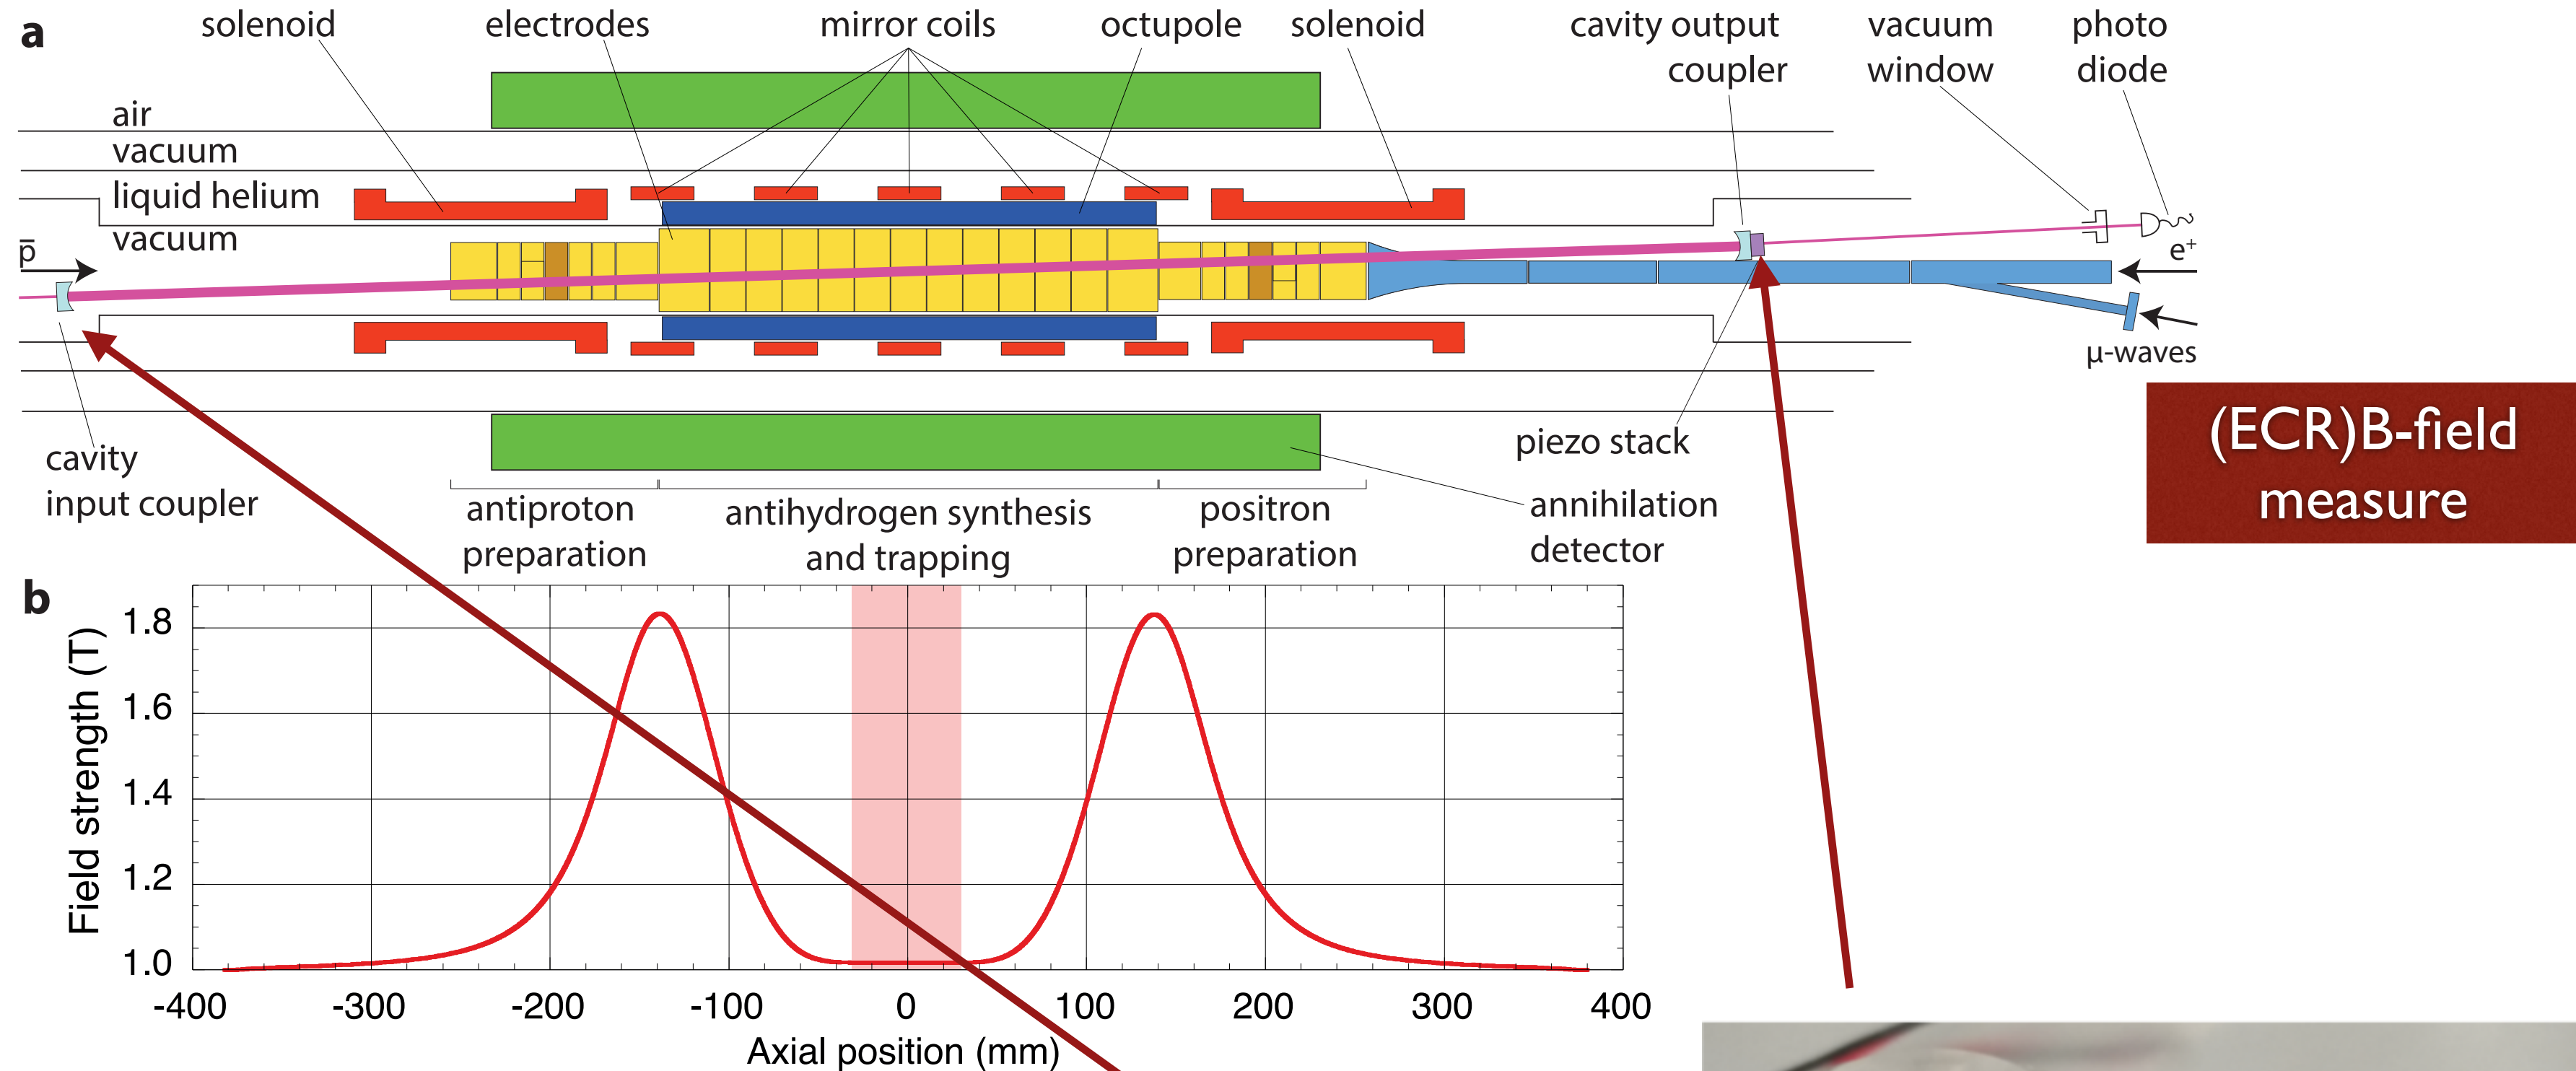 a
solenoid
electrodes
mirror coils
octupole
solenoid
cavity output
coupler
vacuum
window
photo
diode
air
vacuum
liquid helium
vacuum
p̄
e⁺
μ-waves
cavity
input coupler
piezo stack
annihilation
detector
antiproton
preparation
antihydrogen synthesis
and trapping
positron
preparation
(ECR)B-field
measure
b
Field strength (T)
1.8
1.6
1.4
1.2
1.0
-400 -300 -200 -100 0 100 200 300 400
Axial position (mm)